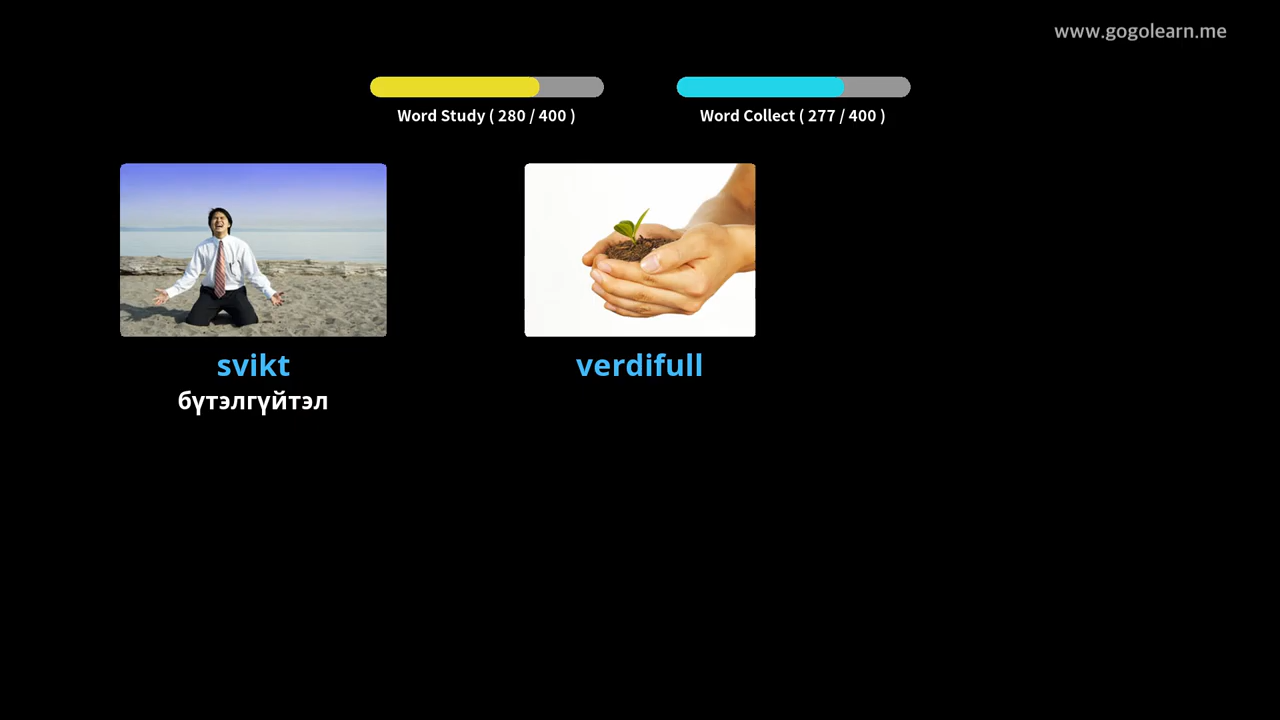 www.gogolearn.me
Word Study ( 280 / 400 )
Word Collect ( 277 / 400 )
svikt
бүтэлгүйтэл
verdifull